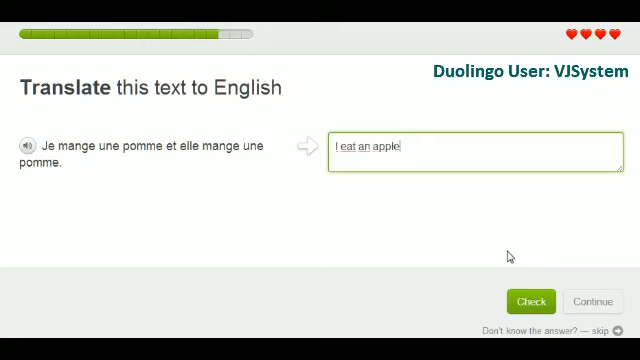 Duolingo User: VJSystem
Translate this text to English
Je mange une pomme et elle mange une
pomme.
I eat an apple
Check
Continue
Don't know the answer? — skip